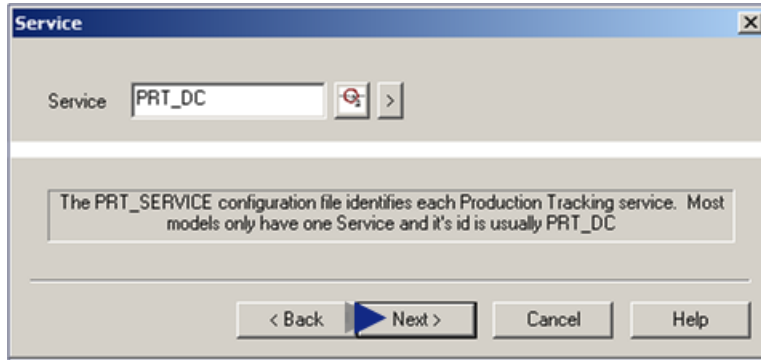 Service
Service PRT_DC >
The PRT_SERVICE configuration file identifies each Production Tracking service. Most
models only have one Service and it's id is usually PRT_DC
< Back Next > Cancel Help